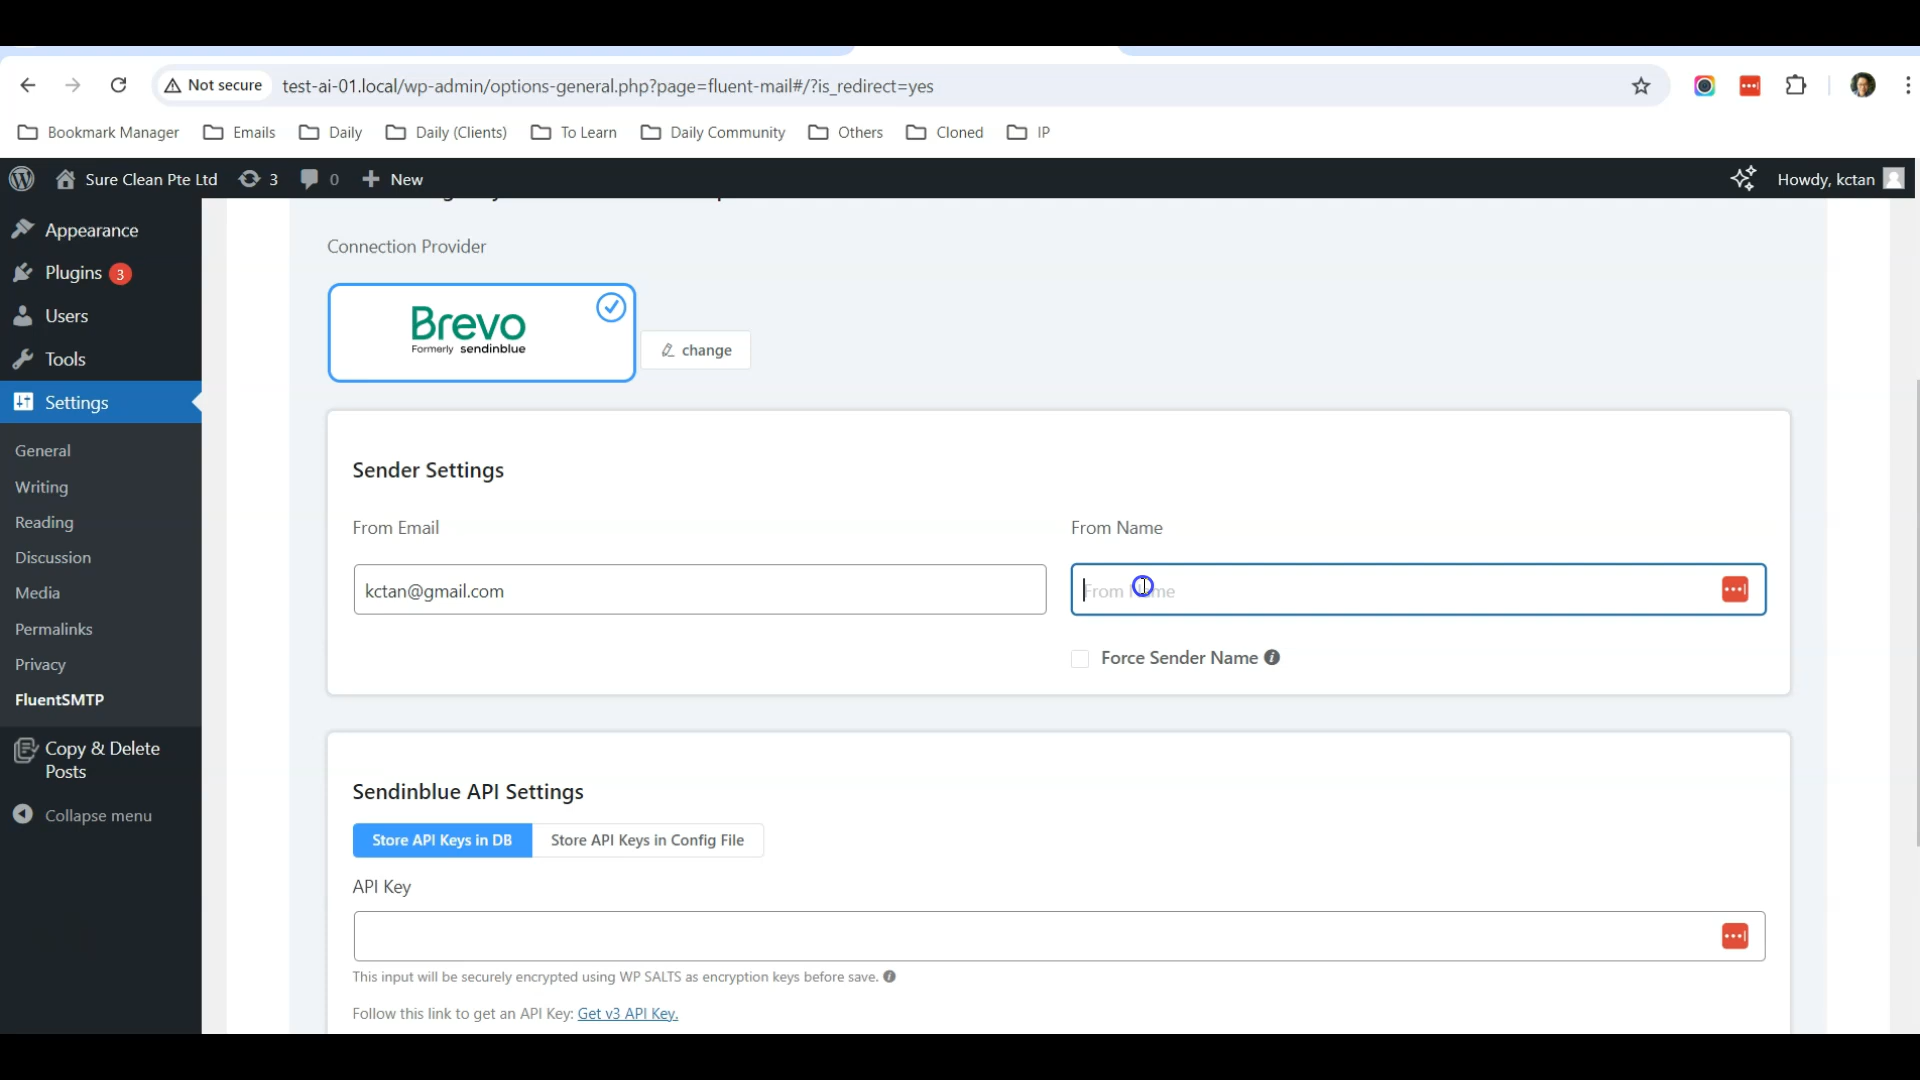 Not secure
test-ai-01.local/wp-admin/options-general.php?page=fluent-mail#/?is_redirect=yes
Bookmark Manager
Emails
Daily
Daily (Clients)
To Learn
Daily Community
Others
Cloned
IP
Sure Clean Pte Ltd
3
0
New
Howdy, kctan
Appearance
Plugins 3
Users
Tools
Settings
General
Writing
Reading
Discussion
Media
Permalinks
Privacy
FluentSMTP
Copy & Delete
Posts
Collapse menu
Connection Provider
Brevo
Formerly sendinblue
change
Sender Settings
From Email
From Name
kctan@gmail.com
From Name
Force Sender Name
Sendinblue API Settings
Store API Keys in DB
Store API Keys in Config File
API Key
This input will be securely encrypted using WP SALTS as encryption keys before save.
Follow this link to get an API Key: Get v3 API Key.